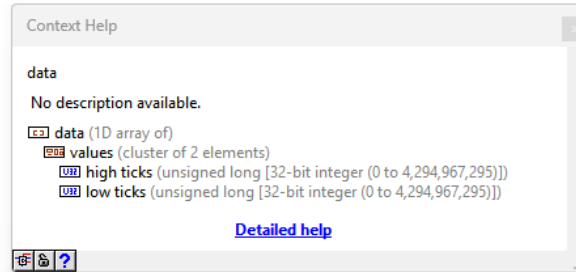 Context Help
data
No description available.
data (1D array of)
values (cluster of 2 elements)
U32 high ticks (unsigned long [32-bit integer (0 to 4,294,967,295)])
U32 low ticks (unsigned long [32-bit integer (0 to 4,294,967,295)])
Detailed help
?